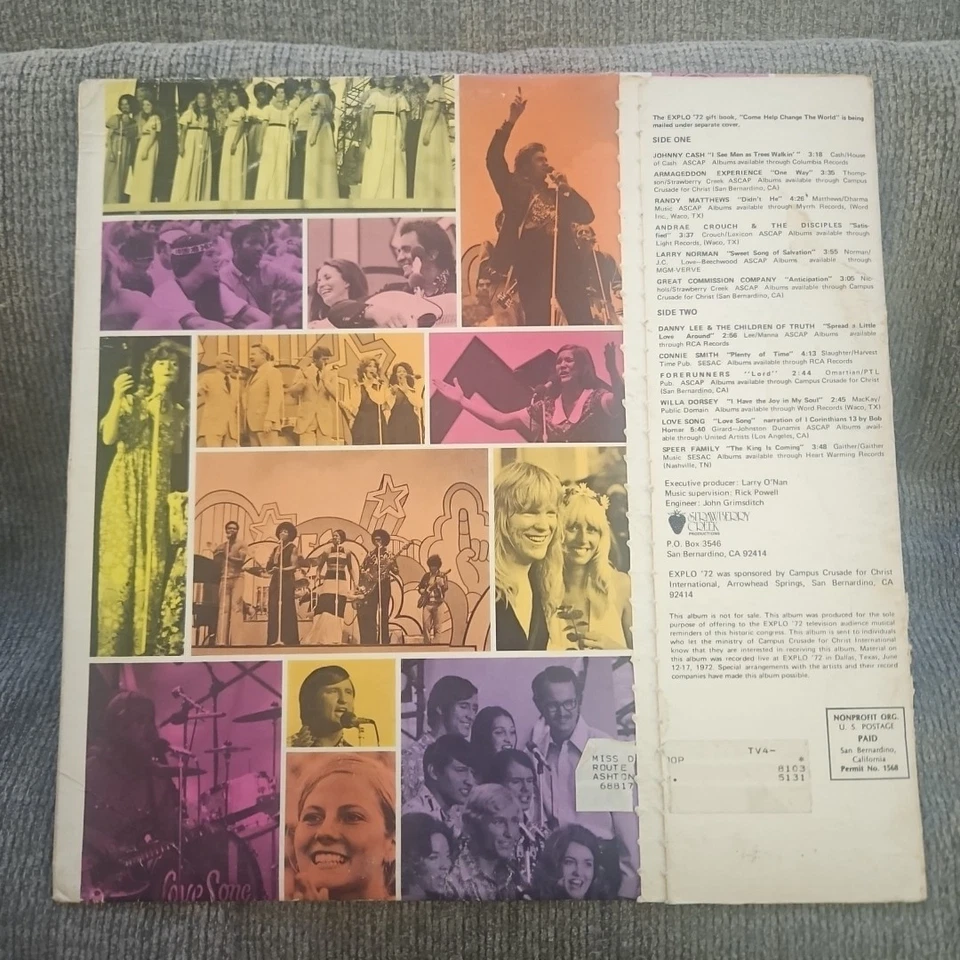 The EXPLO '72 gift book, "Come Help Change The World" is being
mailed under separate cover.
SIDE ONE
JOHNNY CASH "I See Men as Trees Walkin'" 3:18 Cash/House
of Cash ASCAP Albums available through Columbia Records
ARMAGEDDON EXPERIENCE "One Way" 3:35 Thomp-
son/Strawberry Creek ASCAP Albums available through Campus
Crusade for Christ (San Bernardino, CA)
RANDY MATTHEWS "Didn't He" 4:26 Matthews/Dharma
Music ASCAP Albums available through Myrrh Records, (Word
Inc., Waco, TX)
ANDRAE CROUCH & THE DISCIPLES "Satis-
fied" 3:37 Crouch/Lexicon ASCAP Albums available through
Light Records, (Waco, TX)
LARRY NORMAN "Sweet Song of Salvation" 3:55 Norman/
J.C. Love-Beechwood ASCAP Albums available through
MGM-VERVE
GREAT COMMISSION COMPANY "Anticipation" 3:05 Nic-
hols/Strawberry Creek ASCAP Albums available through Campus
Crusade for Christ (San Bernardino, CA)
SIDE TWO
DANNY LEE & THE CHILDREN OF TRUTH "Spread a Little
Love Around" 2:56 Lee/Manna ASCAP Albums available
through RCA Records
CONNIE SMITH "Plenty of Time" 4:13 Slaughter/Harvest
Time Pub. SESAC Albums available through RCA Records
FORERUNNERS "Lord" 2:44 Omartian/PTL
Pub. ASCAP Albums available through Campus Crusade for Christ
(San Bernardino, CA)
WILLA DORSEY "I Have the Joy in My Soul" 2:45 MacKay/
Public Domain Albums available through Word Records (Waco, TX)
LOVE SONG "Love Song" narration of I Corinthians 13 by Bob
Horner 5:40 Girard-Johnston Dunamis ASCAP Albums avail-
able through United Artists (Los Angeles, CA)
SPEER FAMILY "The King Is Coming" 3:48 Gaither/Gaither
Music SESAC Albums available through Heart Warming Records
(Nashville, TN)
Executive producer: Larry O'Nan
Music supervision: Rick Powell
Engineer: John Grimsditch
STRAWBERRY
CREEK
PRODUCTIONS
P.O. Box 3546
San Bernardino, CA 92414
EXPLO '72 was sponsored by Campus Crusade for Christ
International, Arrowhead Springs, San Bernardino, CA
92414
This album is not for sale. This album was produced for the sole
purpose of offering to the EXPLO '72 television audience musical
reminders of this historic congress. This album is sent to individuals
who let the ministry of Campus Crusade for Christ International
know that they are interested in receiving this album. Material on
this album was recorded live at EXPLO '72 in Dallas, Texas, June
12-17, 1972. Special arrangements with the artists and their record
companies have made this album possible.
NONPROFIT ORG.
U. S. POSTAGE
PAID
San Bernardino,
California
Permit No. 1568
MISS D
ROUTE
ASHTON
68817
TV4-
OP *
8103
5131
Love Song